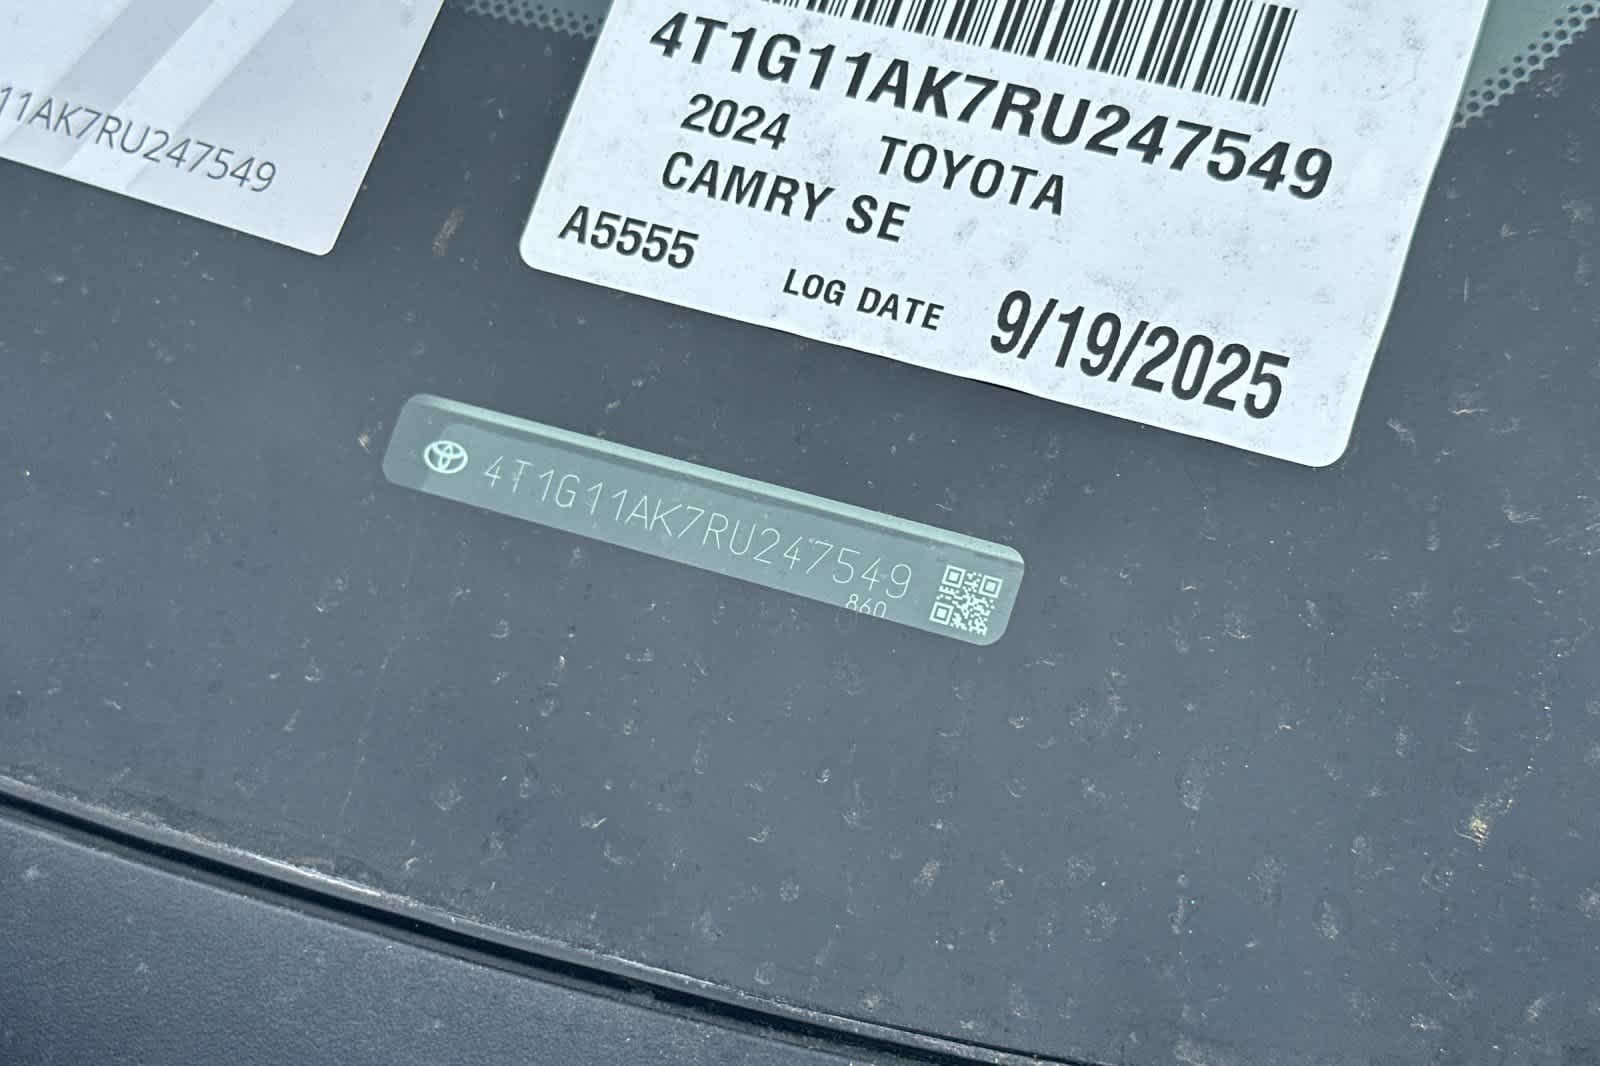 11AK7RU247549
4T1G11AK7RU247549
2024 TOYOTA
CAMRY SE
A5555 LOG DATE 9/19/2025
4T1G11AK7RU247549
860